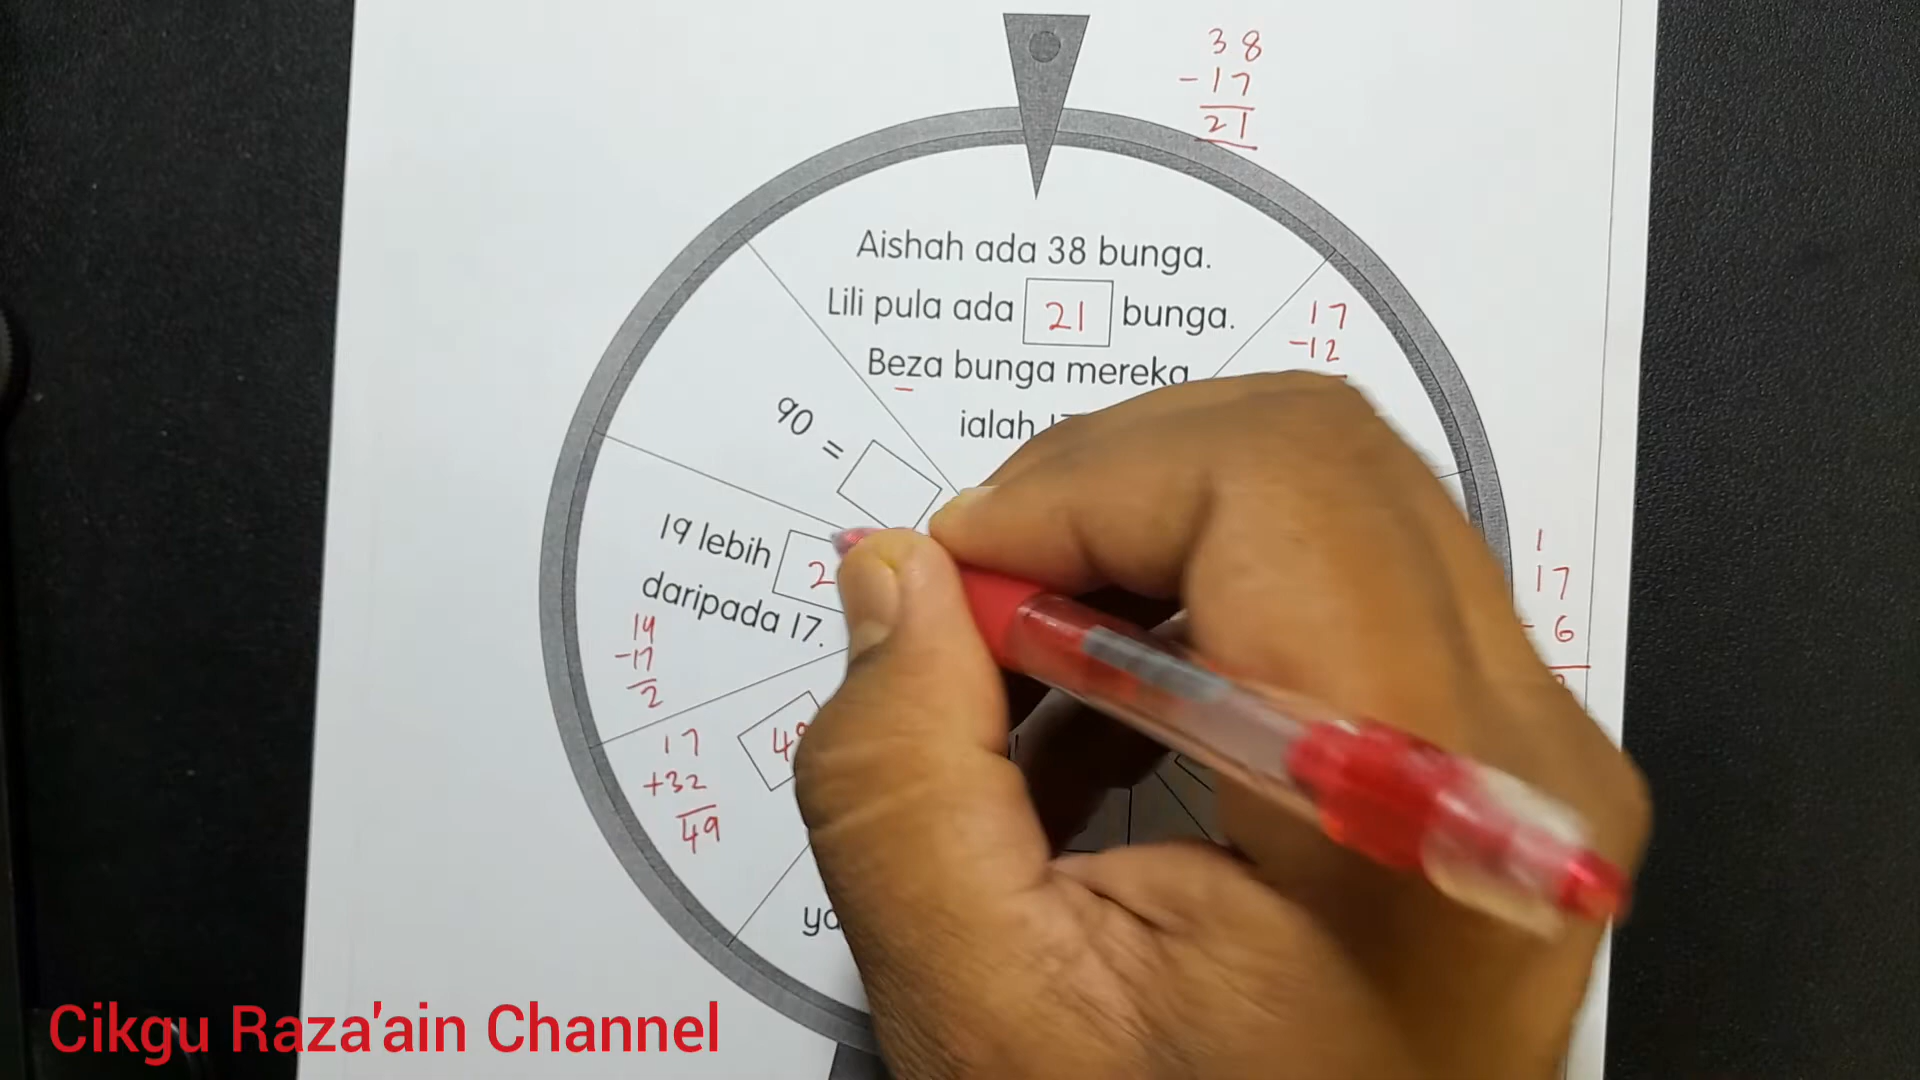 38
-17
21
Aishah ada 38 bunga.
Lili pula ada 21 bunga.
Beza bunga mereka
ialah
17
-12
90 =
19 lebih 2
daripada 17.
19
-17
2
49
17
+32
49
1
17
- 6
Cikgu Raza'ain Channel